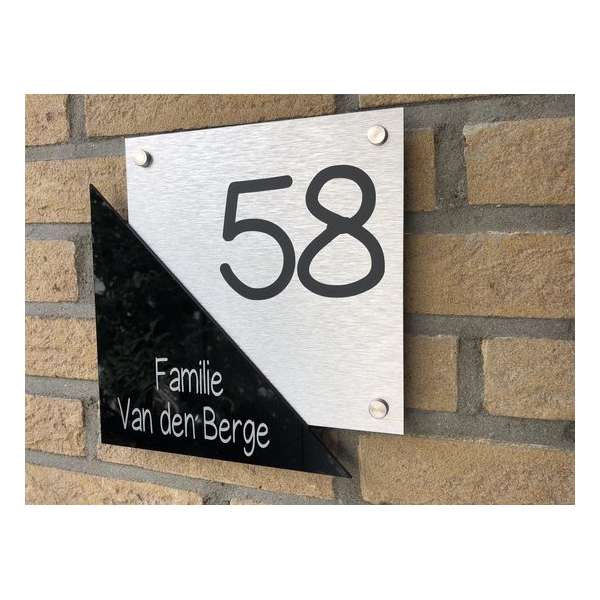 58
Familie
Van den Berge